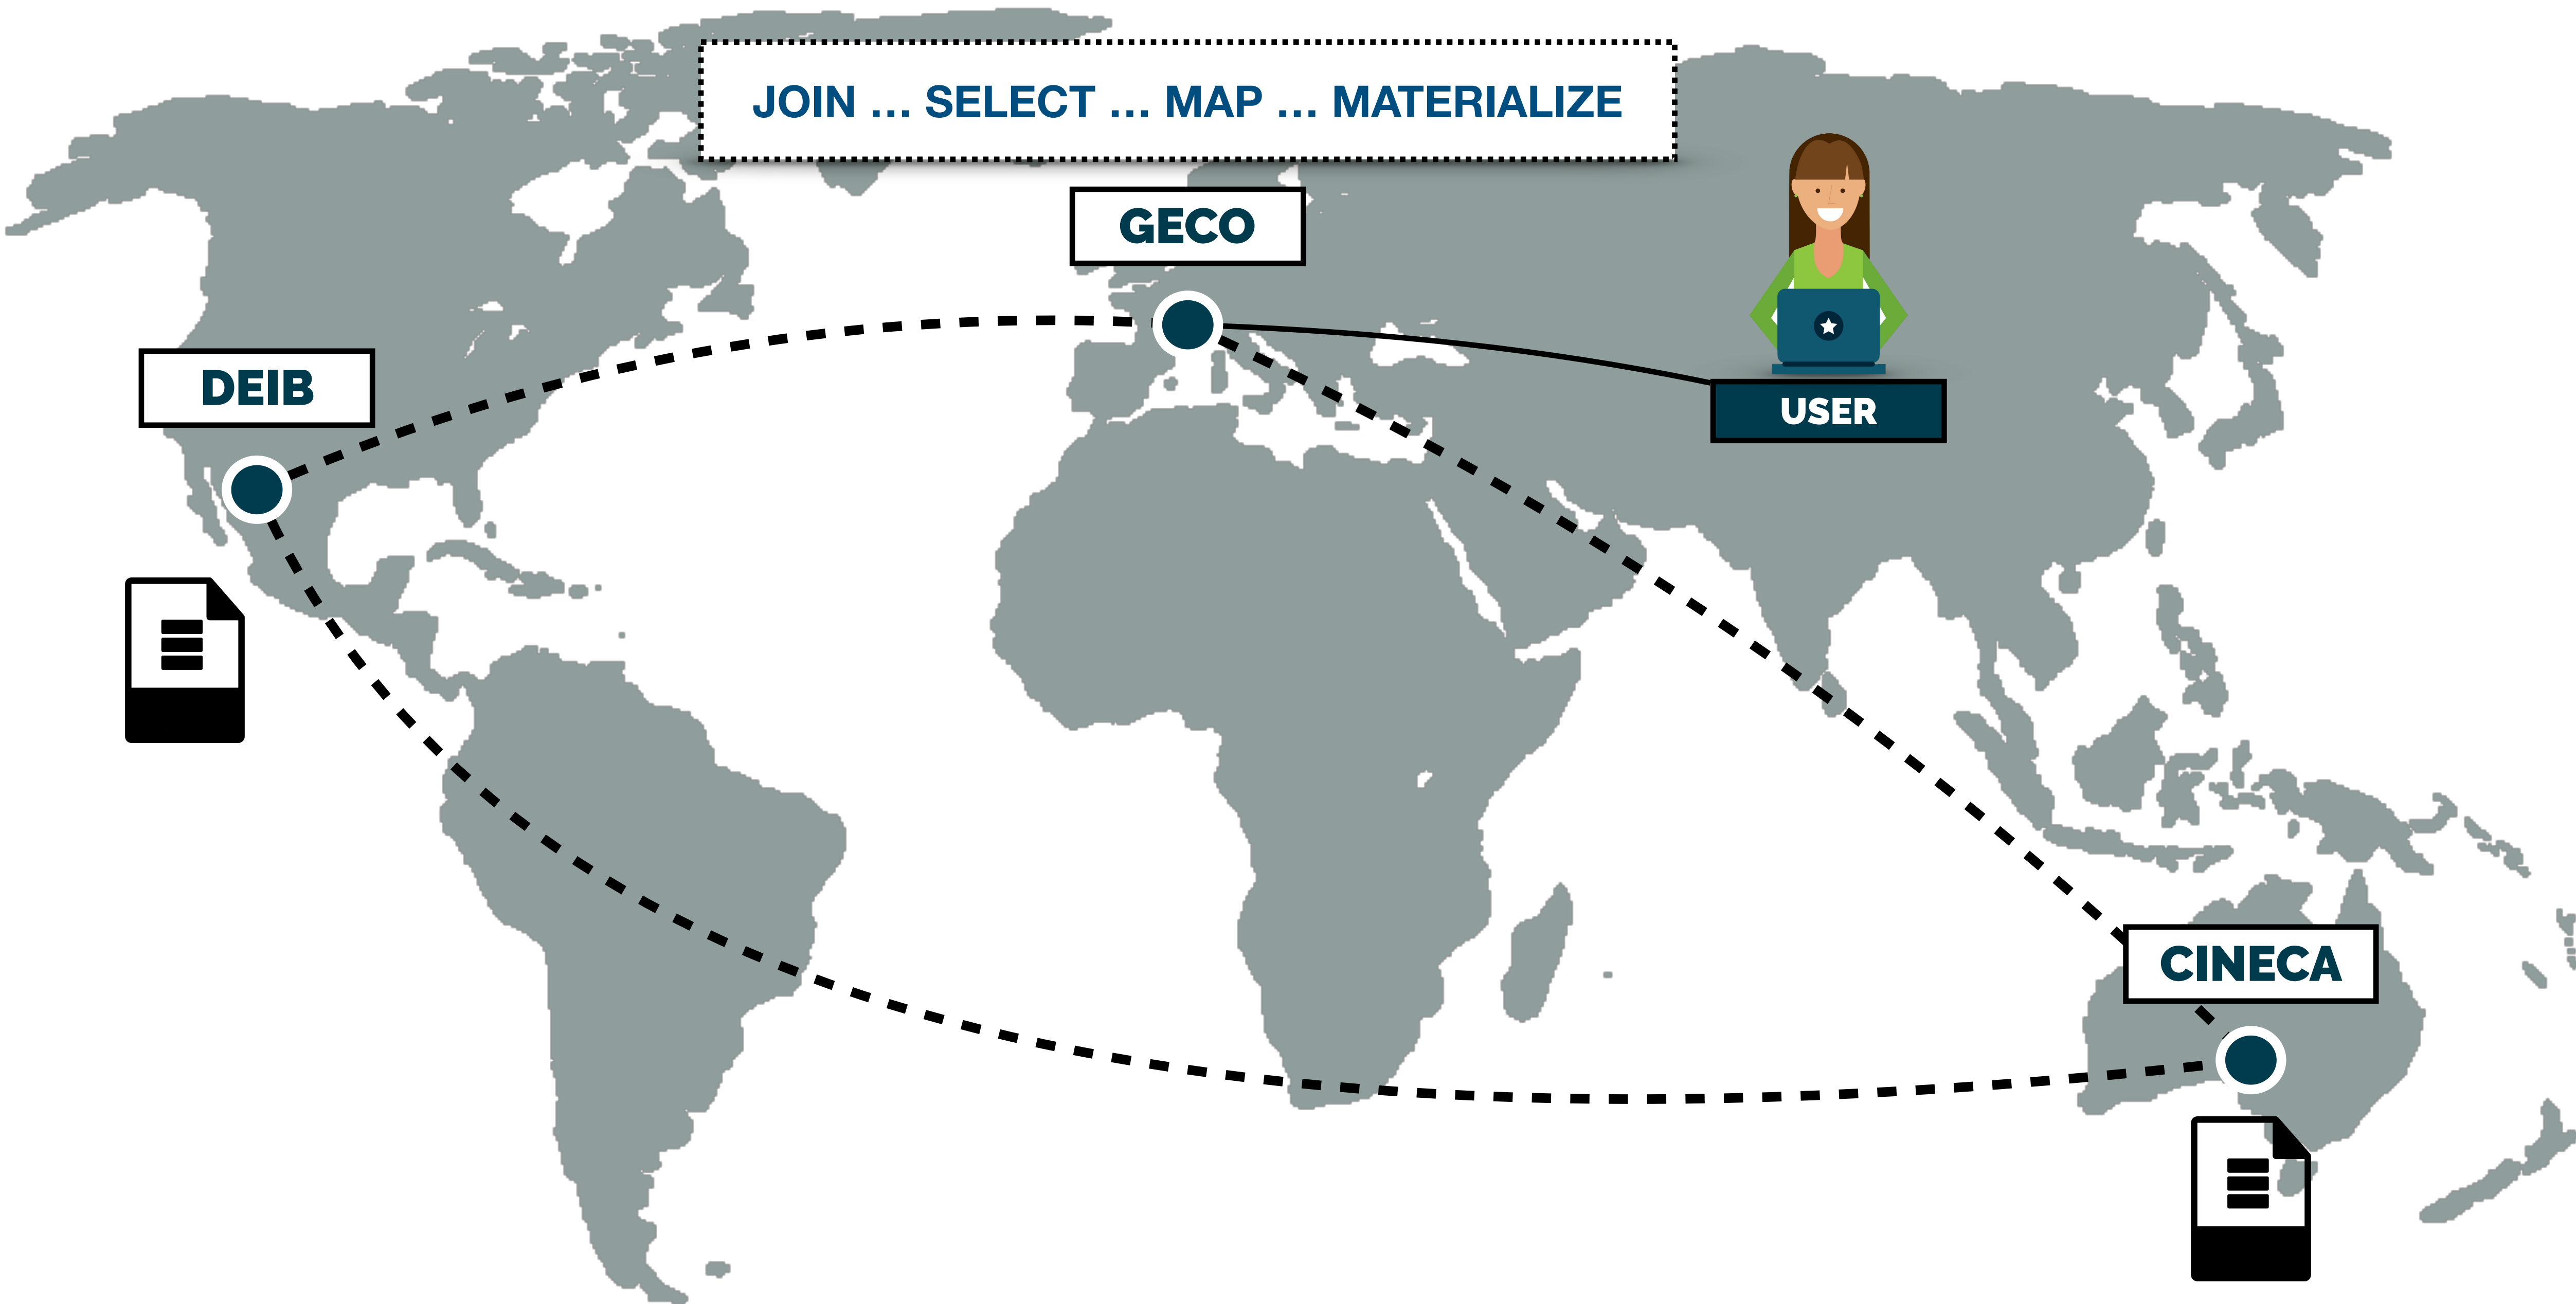 JOIN ... SELECT ... MAP ... MATERIALIZE
GECO
DEIB
USER
CINECA